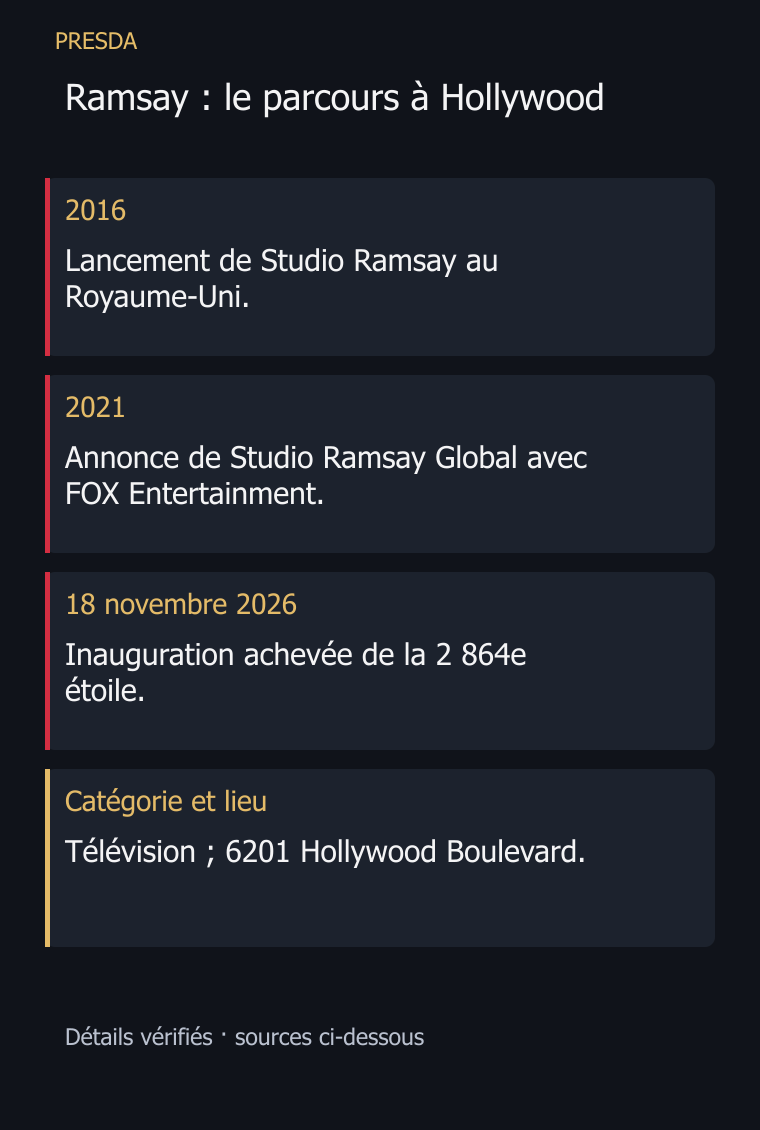 PRESDA
Ramsay : le parcours à Hollywood
2016
Lancement de Studio Ramsay au
Royaume-Uni.
2021
Annonce de Studio Ramsay Global avec
FOX Entertainment.
18 novembre 2026
Inauguration achevée de la 2 864e
étoile.
Catégorie et lieu
Télévision ; 6201 Hollywood Boulevard.
Détails vérifiés · sources ci-dessous